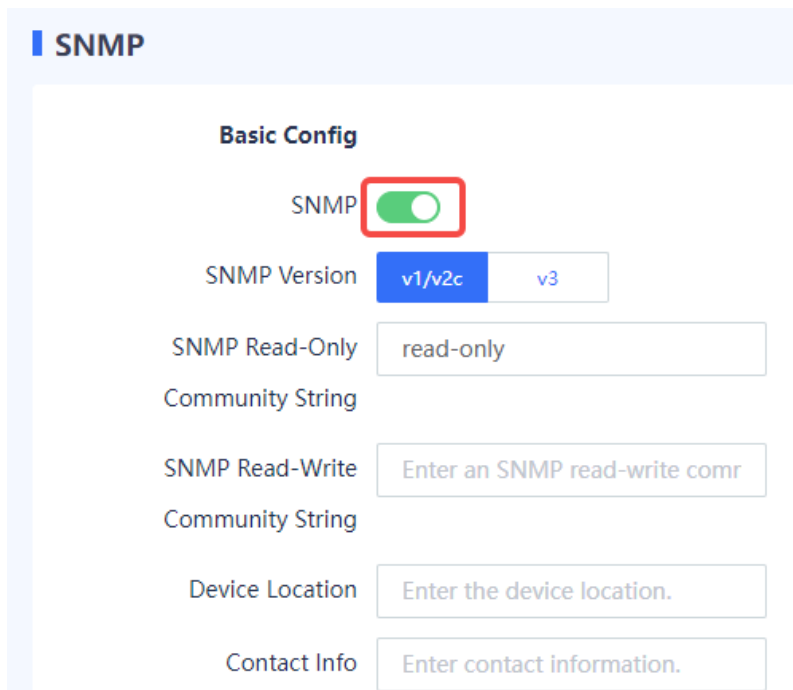 SNMP
Basic Config
SNMP
SNMP Version
v1/v2c
v3
SNMP Read-Only
Community String
read-only
SNMP Read-Write
Community String
Enter an SNMP read-write comr
Device Location
Enter the device location.
Contact Info
Enter contact information.